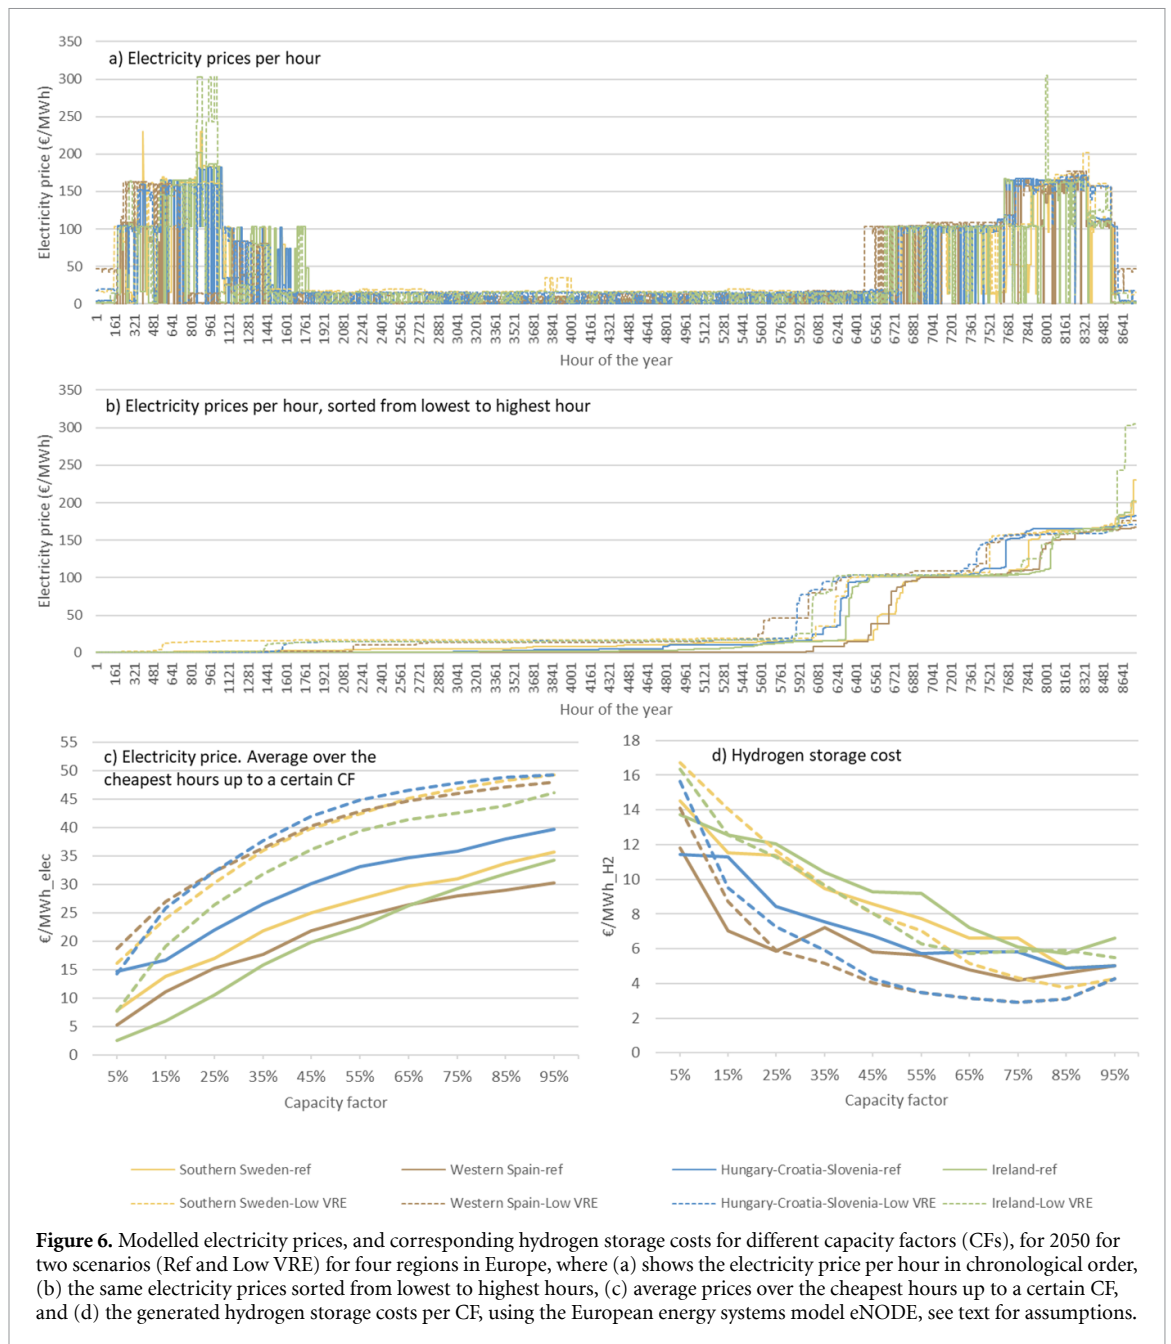 350
300
250
200
150
100
50
0
Electricity price (€/MWh)
a) Electricity prices per hour
1 161 321 481 641 801 961 1121 1281 1441 1601 1761 1921 2081 2241 2401 2561 2721 2881 3041 3201 3361 3521 3681 3841 4001 4161 4321 4481 4641 4801 4961 5121 5281 5441 5601 5761 5921 6081 6241 6401 6561 6721 6881 7041 7201 7361 7521 7681 7841 8001 8161 8321 8481 8641
Hour of the year
350
300
250
200
150
100
50
0
Electricity price (€/MWh)
b) Electricity prices per hour, sorted from lowest to highest hour
1 161 321 481 641 801 961 1121 1281 1441 1601 1761 1921 2081 2241 2401 2561 2721 2881 3041 3201 3361 3521 3681 3841 4001 4161 4321 4481 4641 4801 4961 5121 5281 5441 5601 5761 5921 6081 6241 6401 6561 6721 6881 7041 7201 7361 7521 7681 7841 8001 8161 8321 8481 8641
Hour of the year
55
50
45
40
35
30
25
20
15
10
5
0
€/MWh_elec
c) Electricity price. Average over the
cheapest hours up to a certain CF
5% 15% 25% 35% 45% 55% 65% 75% 85% 95%
Capacity factor
18
16
14
12
10
8
6
4
2
0
€/MWh_H2
d) Hydrogen storage cost
5% 15% 25% 35% 45% 55% 65% 75% 85% 95%
Capacity factor
Southern Sweden-ref Western Spain-ref Hungary-Croatia-Slovenia-ref Ireland-ref
Southern Sweden-Low VRE Western Spain-Low VRE Hungary-Croatia-Slovenia-Low VRE Ireland-Low VRE
Figure 6. Modelled electricity prices, and corresponding hydrogen storage costs for different capacity factors (CFs), for 2050 for
two scenarios (Ref and Low VRE) for four regions in Europe, where (a) shows the electricity price per hour in chronological order,
(b) the same electricity prices sorted from lowest to highest hours, (c) average prices over the cheapest hours up to a certain CF,
and (d) the generated hydrogen storage costs per CF, using the European energy systems model eNODE, see text for assumptions.